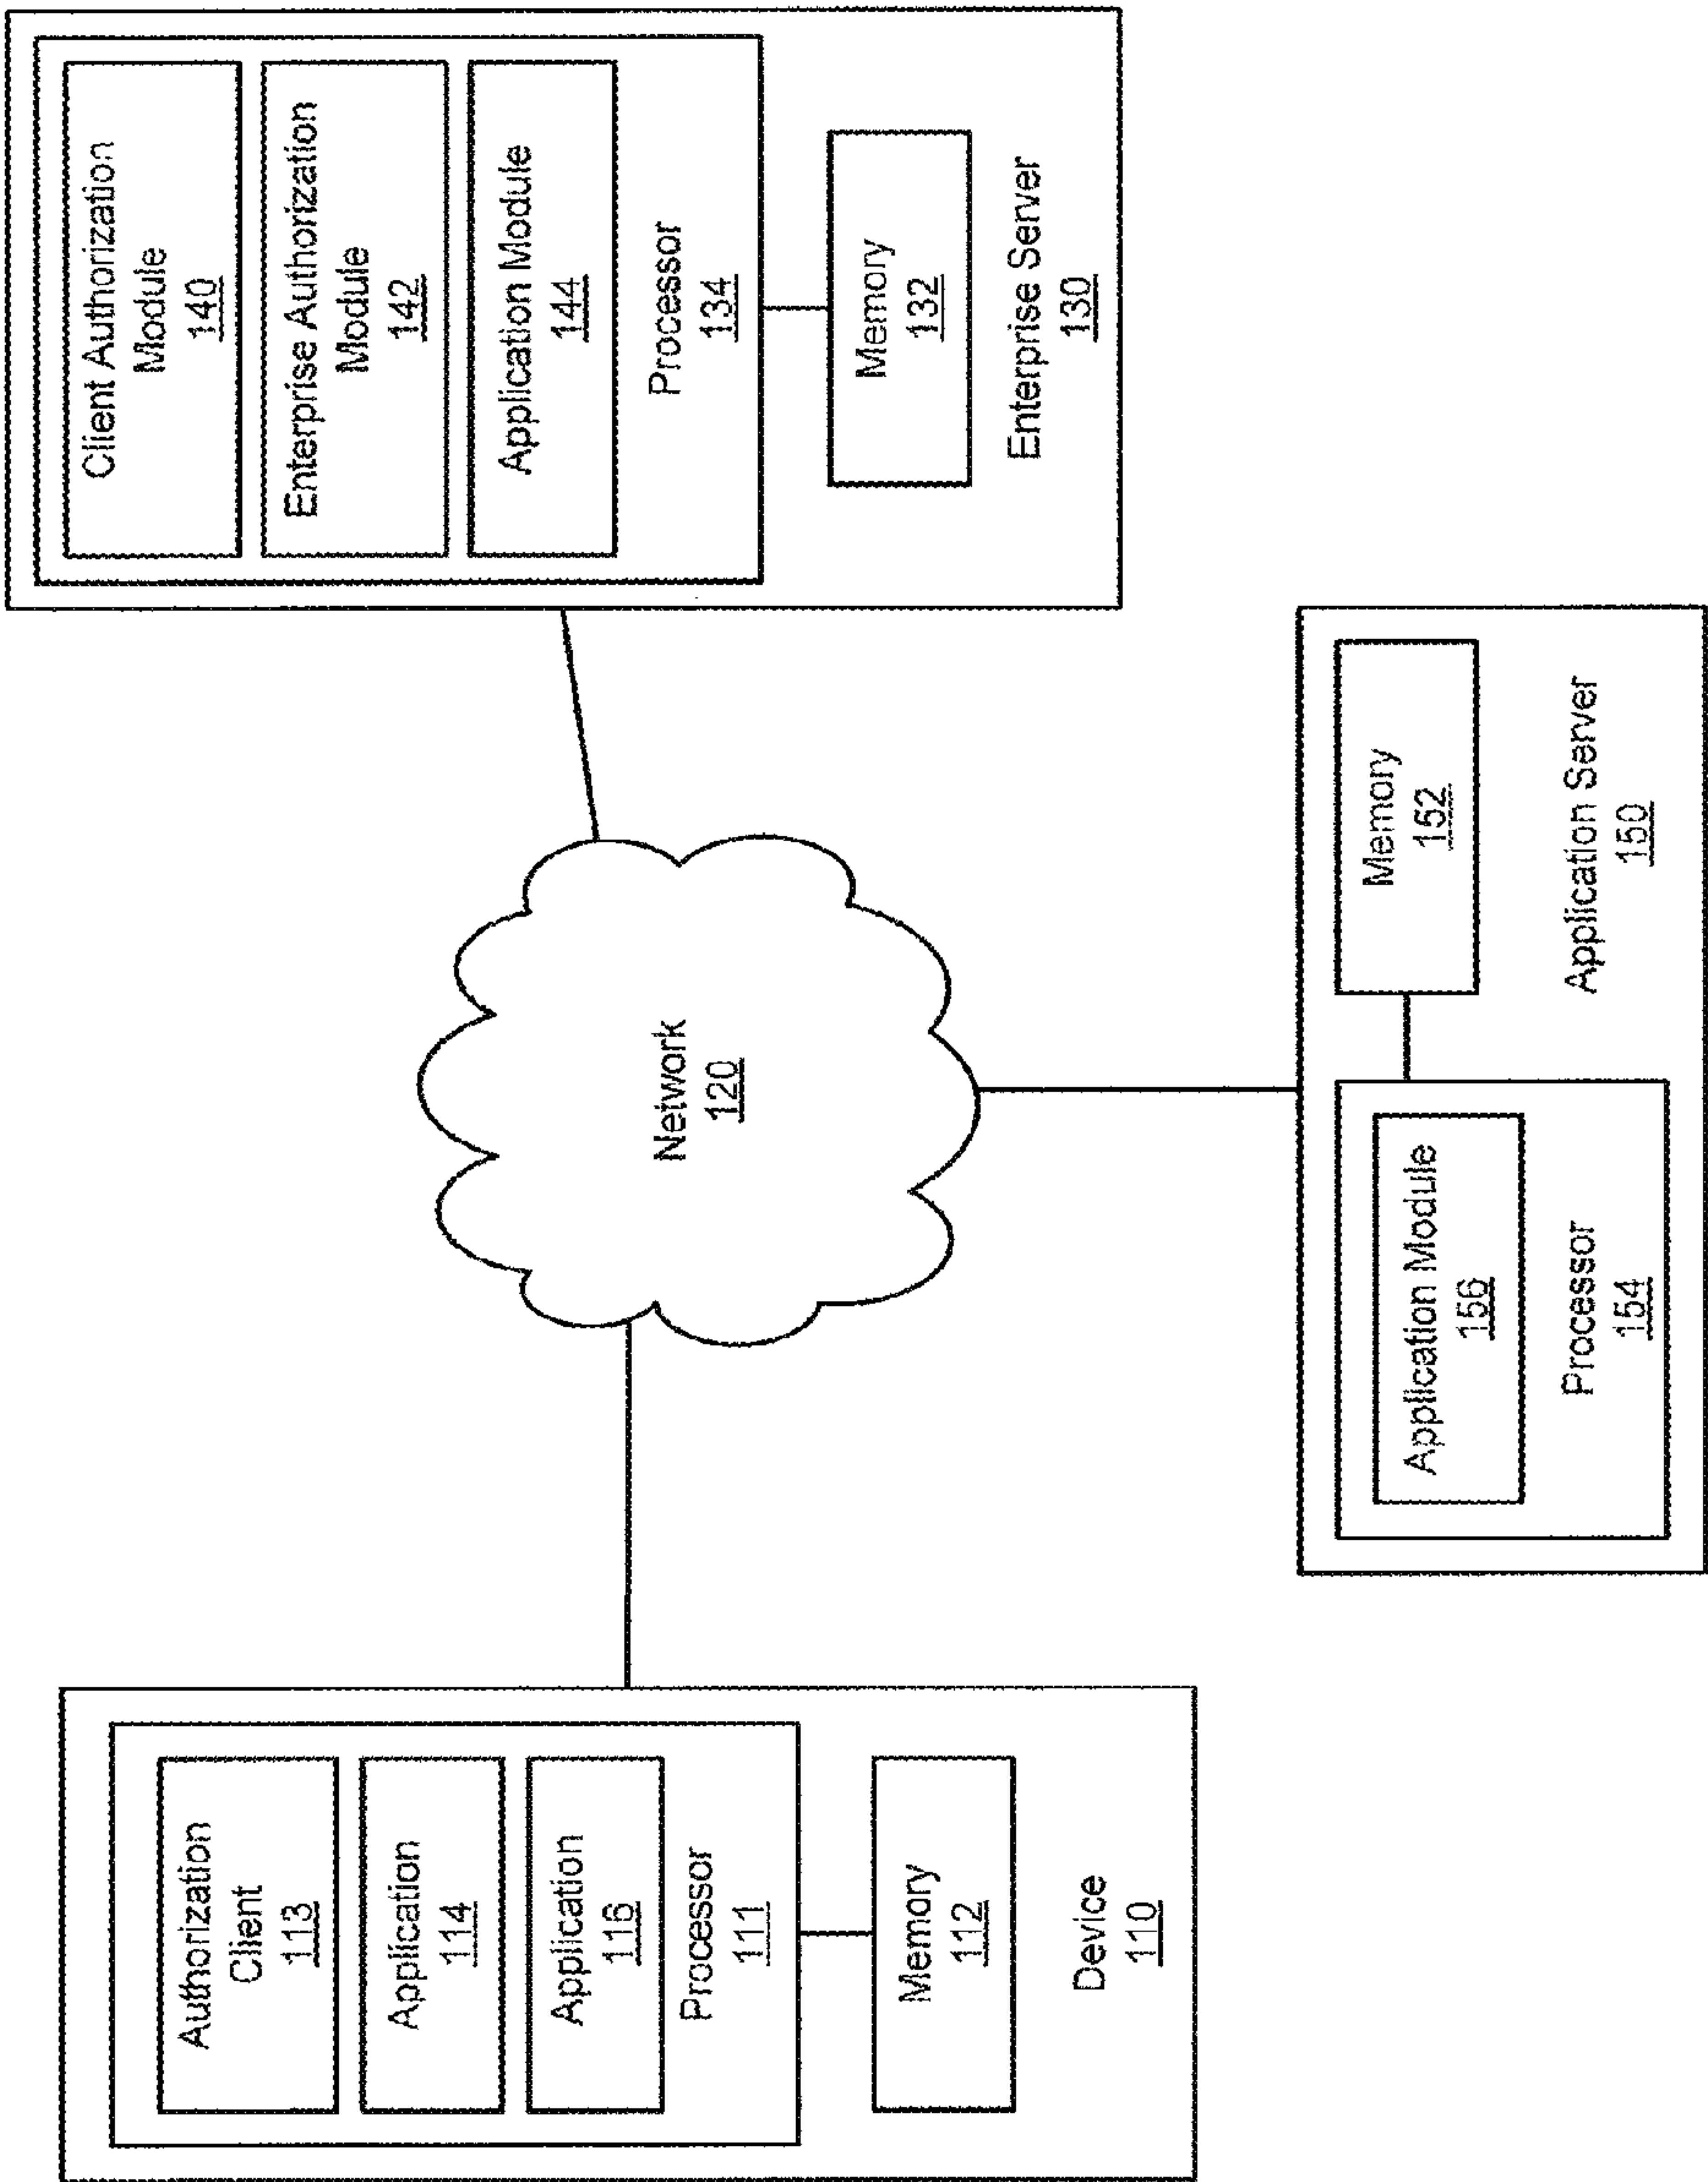 Authorization
Client
113
Application
114
Application
116
Processor
111
Memory
112
Device
110
Network
120
Client Authorization
Module
140
Enterprise Authorization
Module
142
Application Module
144
Processor
134
Memory
132
Enterprise Server
130
Application Module
156
Processor
154
Memory
152
Application Server
150